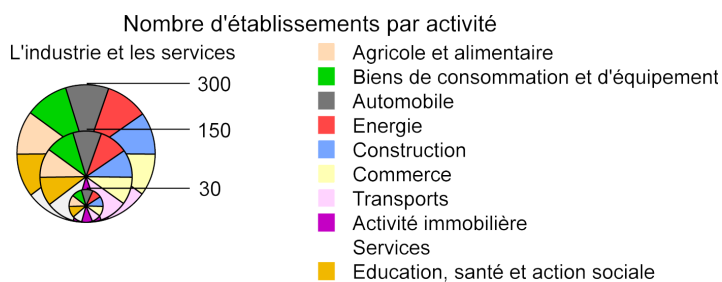 Nombre d'établissements par activité
L'industrie et les services
300
150
30
Agricole et alimentaire
Biens de consommation et d'équipement
Automobile
Energie
Construction
Commerce
Transports
Activité immobilière
Services
Education, santé et action sociale